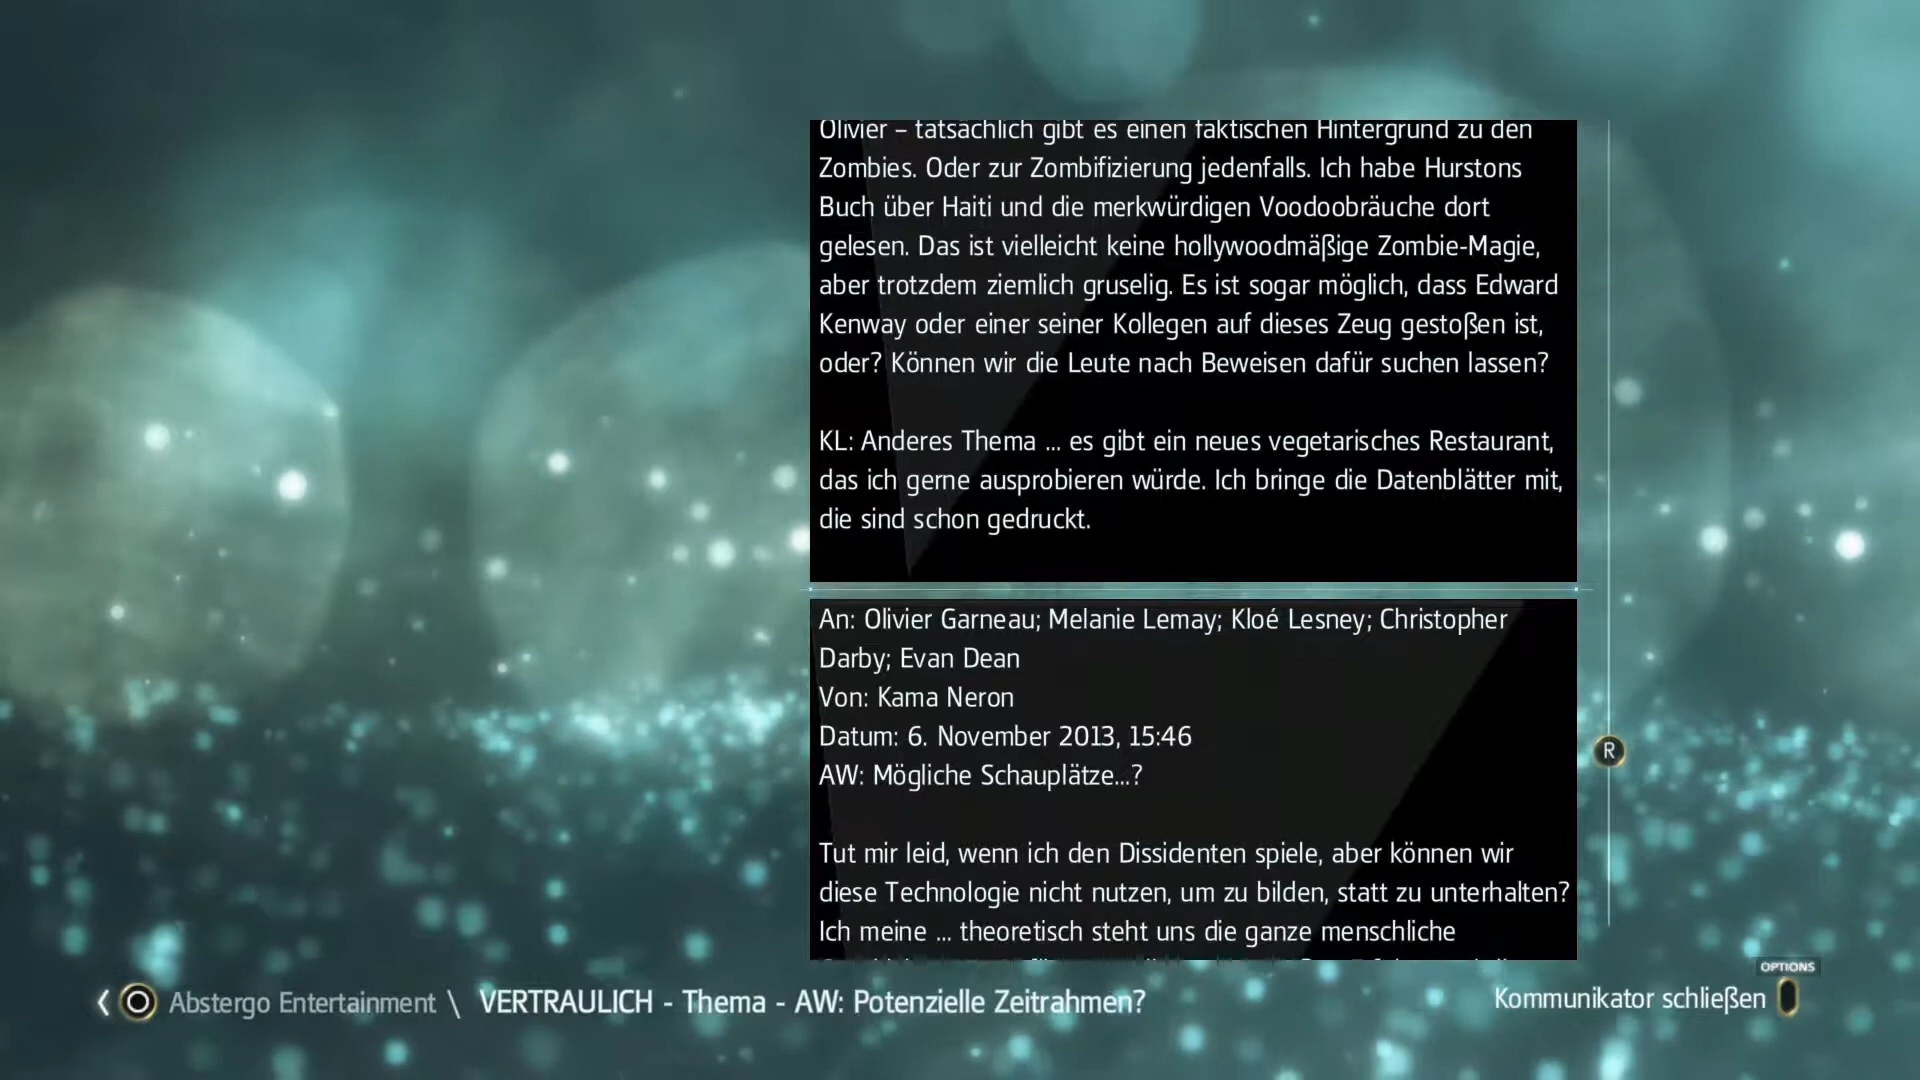 Olivier – tatsächlich gibt es einen faktischen Hintergrund zu den
Zombies. Oder zur Zombifizierung jedenfalls. Ich habe Hurstons
Buch über Haiti und die merkwürdigen Voodoobräuche dort
gelesen. Das ist vielleicht keine hollywoodmäßige Zombie-Magie,
aber trotzdem ziemlich gruselig. Es ist sogar möglich, dass Edward
Kenway oder einer seiner Kollegen auf dieses Zeug gestoßen ist,
oder? Können wir die Leute nach Beweisen dafür suchen lassen?
KL: Anderes Thema ... es gibt ein neues vegetarisches Restaurant,
das ich gerne ausprobieren würde. Ich bringe die Datenblätter mit,
die sind schon gedruckt.
An: Olivier Garneau; Melanie Lemay; Kloé Lesney; Christopher
Darby; Evan Dean
Von: Kama Neron
Datum: 6. November 2013, 15:46
AW: Mögliche Schauplätze...?
Tut mir leid, wenn ich den Dissidenten spiele, aber können wir
diese Technologie nicht nutzen, um zu bilden, statt zu unterhalten?
Ich meine ... theoretisch steht uns die ganze menschliche
R
Abstergo Entertainment \ VERTRAULICH - Thema - AW: Potenzielle Zeitrahmen?
OPTIONS
Kommunikator schließen